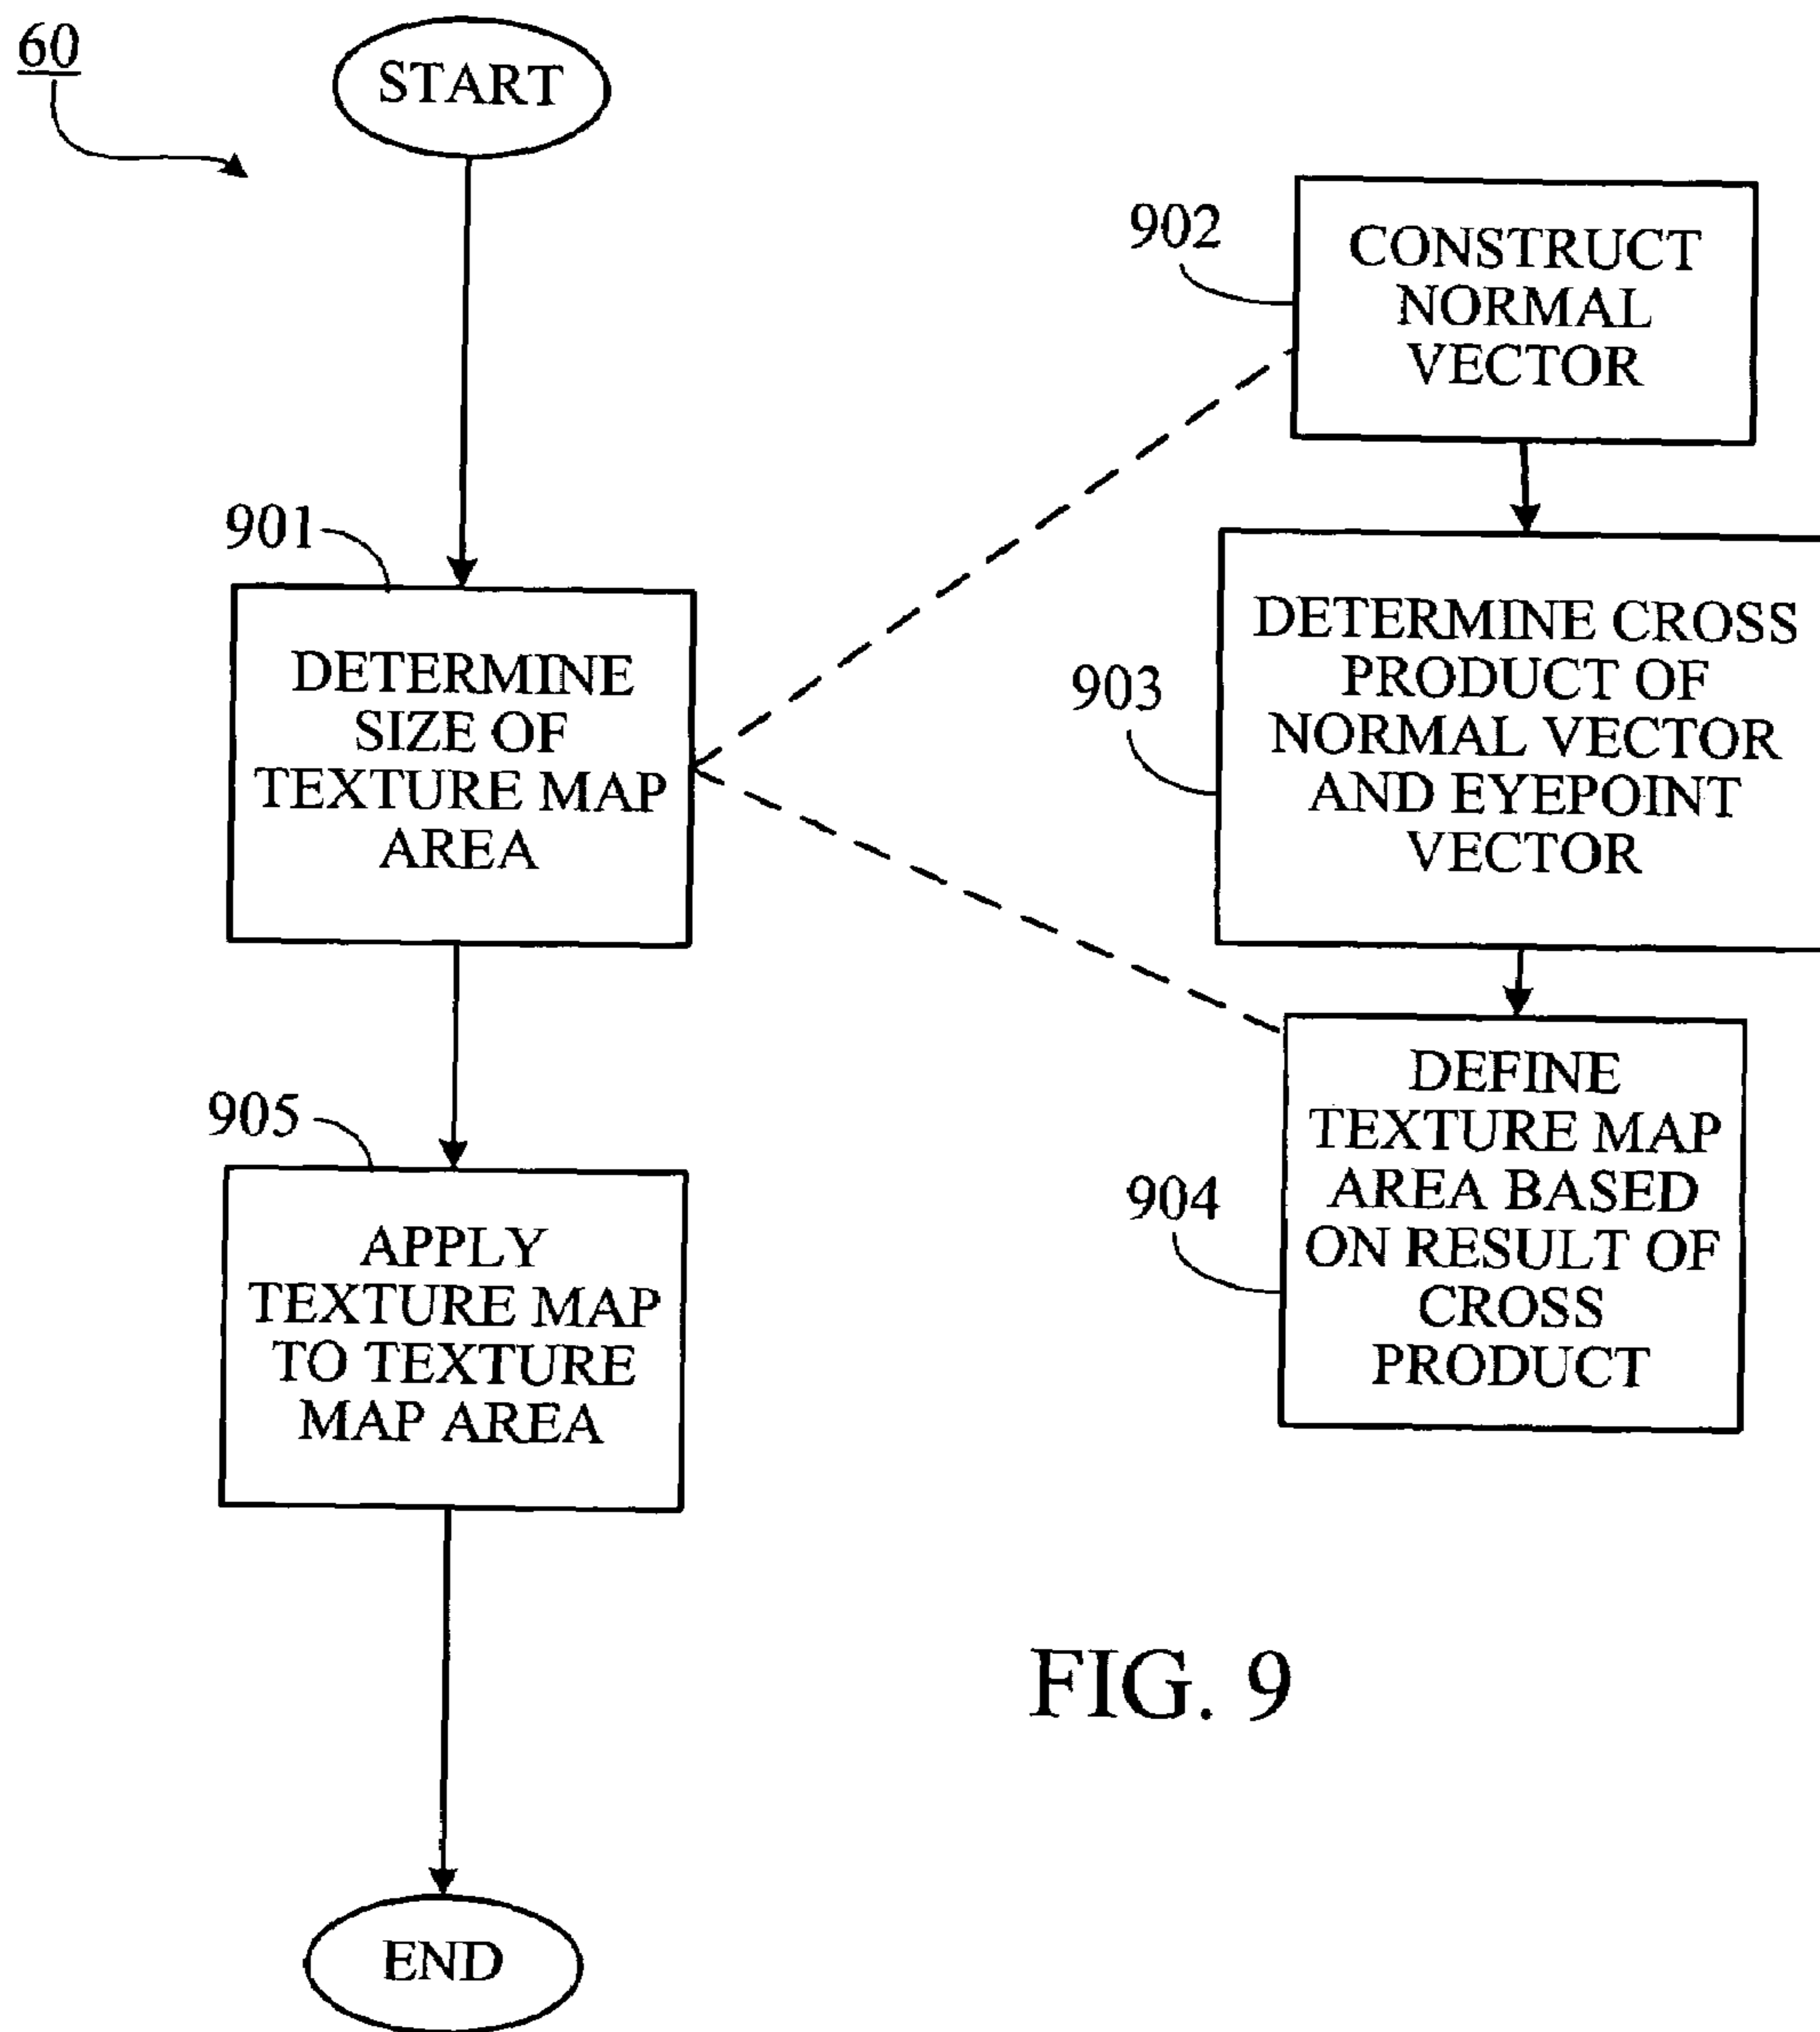 60
START
901
DETERMINE
SIZE OF
TEXTURE MAP
AREA
905
APPLY
TEXTURE MAP
TO TEXTURE
MAP AREA
END
902
CONSTRUCT
NORMAL
VECTOR
903
DETERMINE CROSS
PRODUCT OF
NORMAL VECTOR
AND EYEPOINT
VECTOR
904
DEFINE
TEXTURE MAP
AREA BASED
ON RESULT OF
CROSS
PRODUCT
FIG. 9